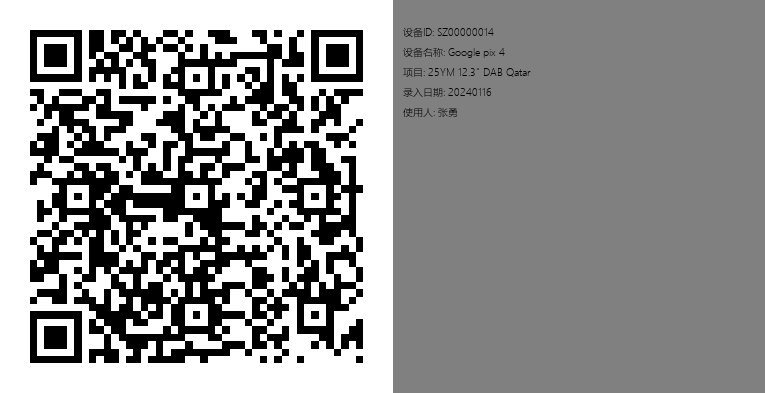 设备ID: SZ00000014
设备名称: Google pix 4
项目: 25YM 12.3" DAB Qatar
录入日期: 20240116
使用人: 张勇